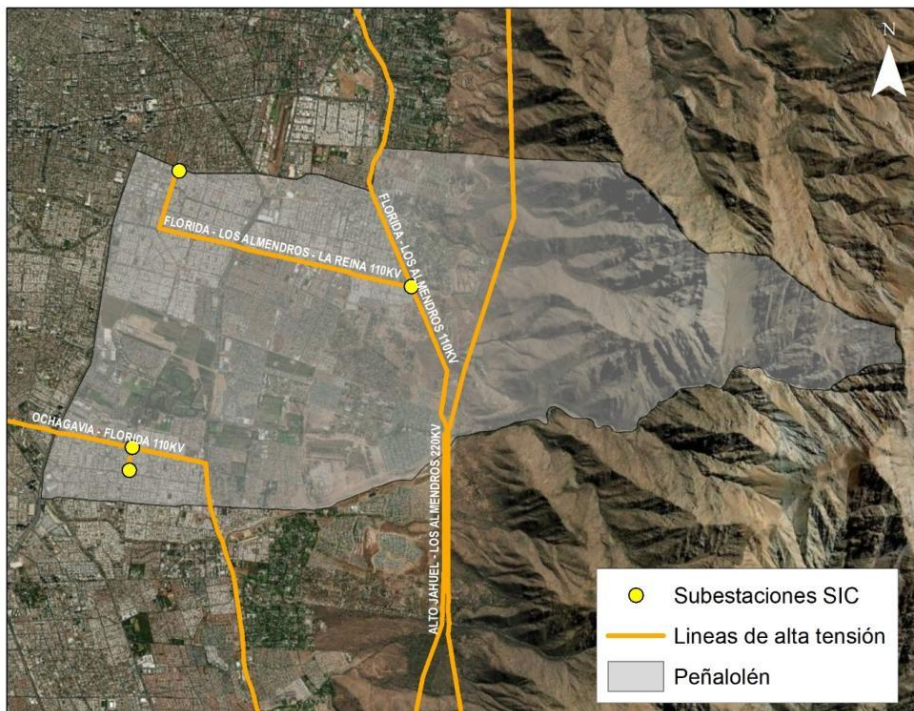 N
FLORIDA - LOS ALMENDROS - LA REINA 110KV
FLORIDA - LOS ALMENDROS 110KV
OCHAGAVIA - FLORIDA 110KV
ALTO JAHUEL - LOS ALMENDROS 220KV
Subestaciones SIC
Lineas de alta tensión
Peñalolén